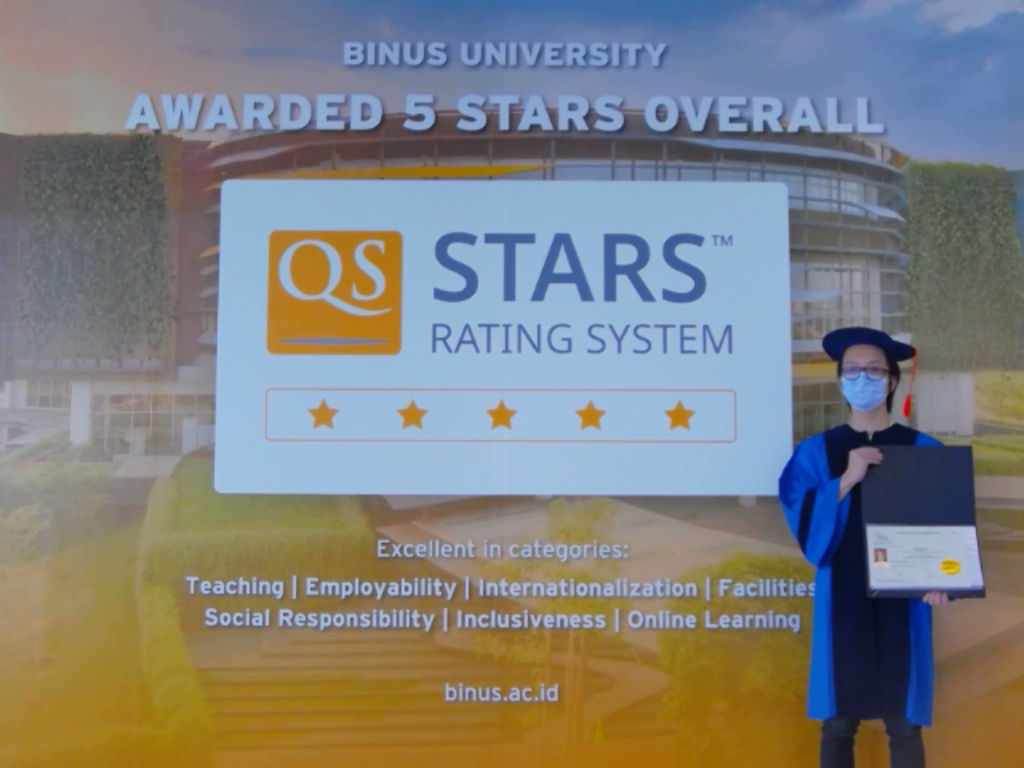 BINUS UNIVERSITY
AWARDED 5 STARS OVERALL
QS STARS™
RATING SYSTEM
Excellent in categories:
Teaching | Employability | Internationalization | Facilities
Social Responsibility | Inclusiveness | Online Learning
binus.ac.id